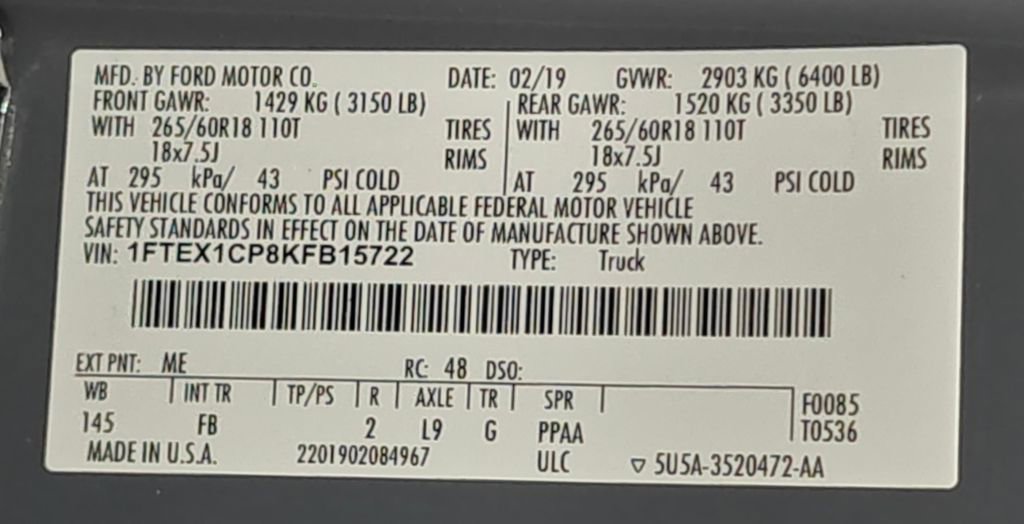 MFD. BY FORD MOTOR CO. DATE: 02/19 GVWR: 2903 KG ( 6400 LB)
FRONT GAWR: 1429 KG ( 3150 LB) REAR GAWR: 1520 KG ( 3350 LB)
WITH 265/60R18 110T TIRES WITH 265/60R18 110T TIRES
18x7.5J RIMS 18x7.5J RIMS
AT 295 kPa/ 43 PSI COLD AT 295 kPa/ 43 PSI COLD
THIS VEHICLE CONFORMS TO ALL APPLICABLE FEDERAL MOTOR VEHICLE
SAFETY STANDARDS IN EFFECT ON THE DATE OF MANUFACTURE SHOWN ABOVE.
VIN: 1FTEX1CP8KFB15722 TYPE: Truck
EXT PNT: ME RC: 48 DSO:
WB INT TR TP/PS R AXLE TR SPR F0085
145 FB 2 L9 G PPAA T0536
MADE IN U.S.A. 2201902084967 ULC ▽ 5U5A-3520472-AA